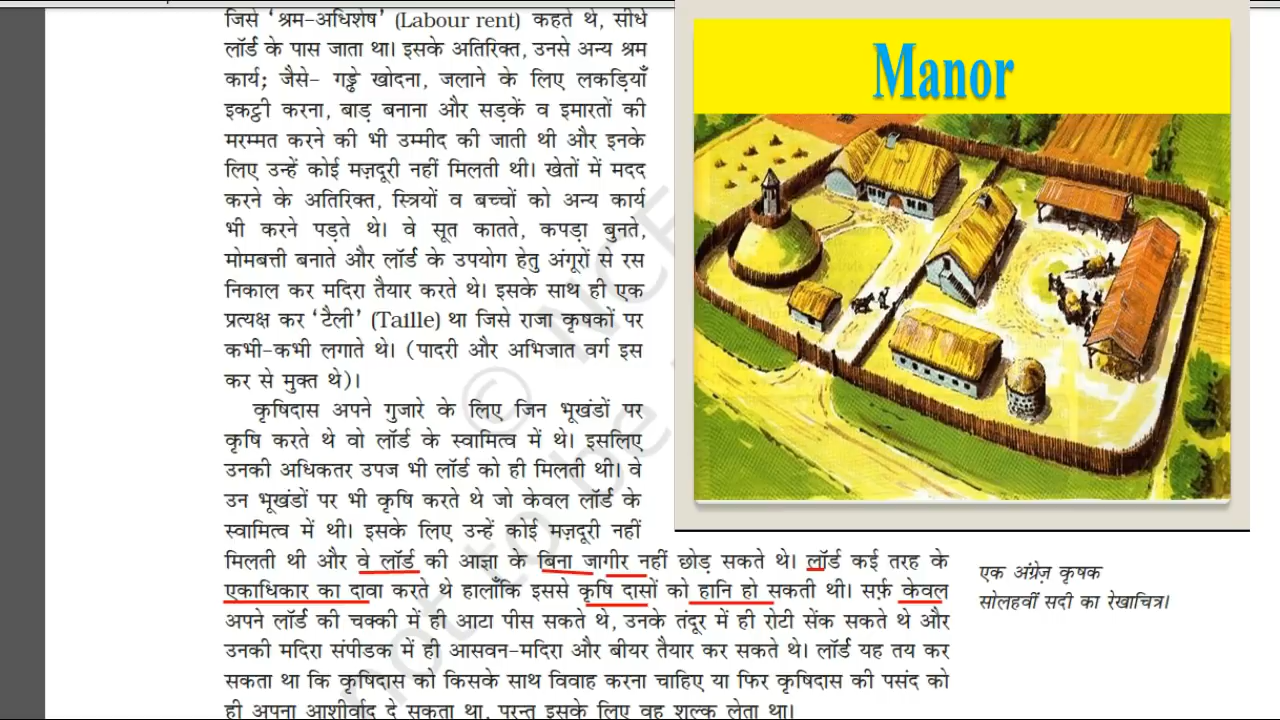 जिसे ‘श्रम-अधिशेष’ (Labour rent) कहते थे, सीधे
लॉर्ड के पास जाता था। इसके अतिरिक्त, उनसे अन्य श्रम
कार्य; जैसे– गड्ढे खोदना, जलाने के लिए लकड़ियाँ
इकट्ठी करना, बाड़ बनाना और सड़कें व इमारतों की
मरम्मत करने की भी उम्मीद की जाती थी और इनके
लिए उन्हें कोई मज़दूरी नहीं मिलती थी। खेतों में मदद
करने के अतिरिक्त, स्त्रियों व बच्चों को अन्य कार्य
भी करने पड़ते थे। वे सूत कातते, कपड़ा बुनते,
मोमबत्ती बनाते और लॉर्ड के उपयोग हेतु अंगूरों से रस
निकाल कर मदिरा तैयार करते थे। इसके साथ ही एक
प्रत्यक्ष कर ‘टैली’ (Taille) था जिसे राजा कृषकों पर
कभी-कभी लगाते थे। (पादरी और अभिजात वर्ग इस
कर से मुक्त थे)।
कृषिदास अपने गुजारे के लिए जिन भूखंडों पर
कृषि करते थे वो लॉर्ड के स्वामित्व में थे। इसलिए
उनकी अधिकतर उपज भी लॉर्ड को ही मिलती थी। वे
उन भूखंडों पर भी कृषि करते थे जो केवल लॉर्ड के
स्वामित्व में थी। इसके लिए उन्हें कोई मज़दूरी नहीं
मिलती थी और वे लॉर्ड की आज्ञा के बिना जागीर नहीं छोड़ सकते थे। लॉर्ड कई तरह के
एकाधिकार का दावा करते थे हालाँकि इससे कृषि दासों को हानि हो सकती थी। सर्फ़ केवल
अपने लॉर्ड की चक्की में ही आटा पीस सकते थे, उनके तंदूर में ही रोटी सेंक सकते थे और
उनकी मदिरा संपीडक में ही आसवन-मदिरा और बीयर तैयार कर सकते थे। लॉर्ड यह तय कर
सकता था कि कृषिदास को किसके साथ विवाह करना चाहिए या फिर कृषिदास की पसंद को
ही अपना आशीर्वाद दे सकता था, परन्तु इसके लिए वह शुल्क लेता था।
Manor
एक अंग्रेज़ कृषक
सोलहवीं सदी का रेखाचित्र।
© NCE
not to be